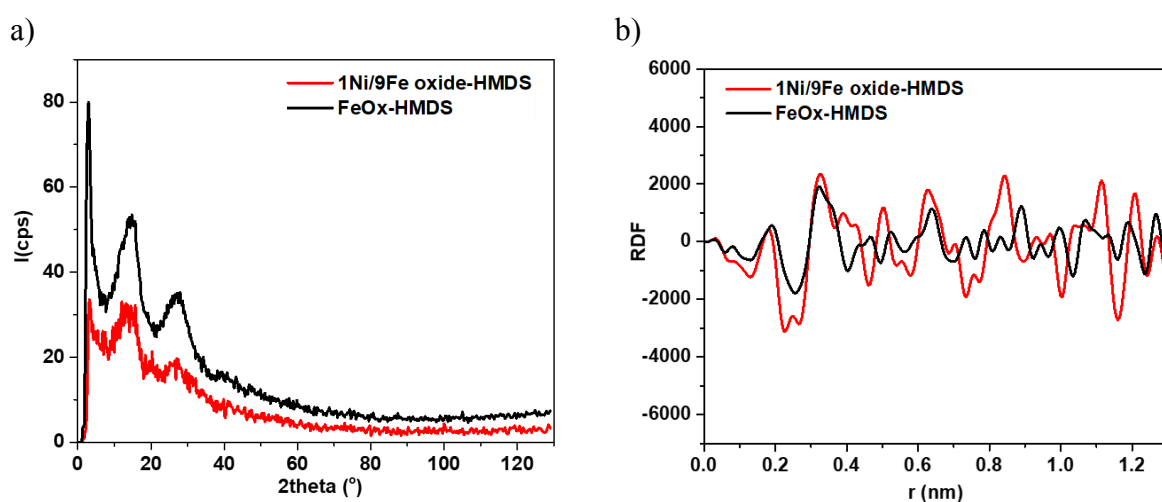 a)
1Ni/9Fe oxide-HMDS
FeOx-HMDS
80
60
40
20
0
I(cps)
0 20 40 60 80 100 120
2theta (°)
b)
1Ni/9Fe oxide-HMDS
FeOx-HMDS
6000
4000
2000
0
-2000
-4000
-6000
RDF
0.0 0.2 0.4 0.6 0.8 1.0 1.2
r (nm)